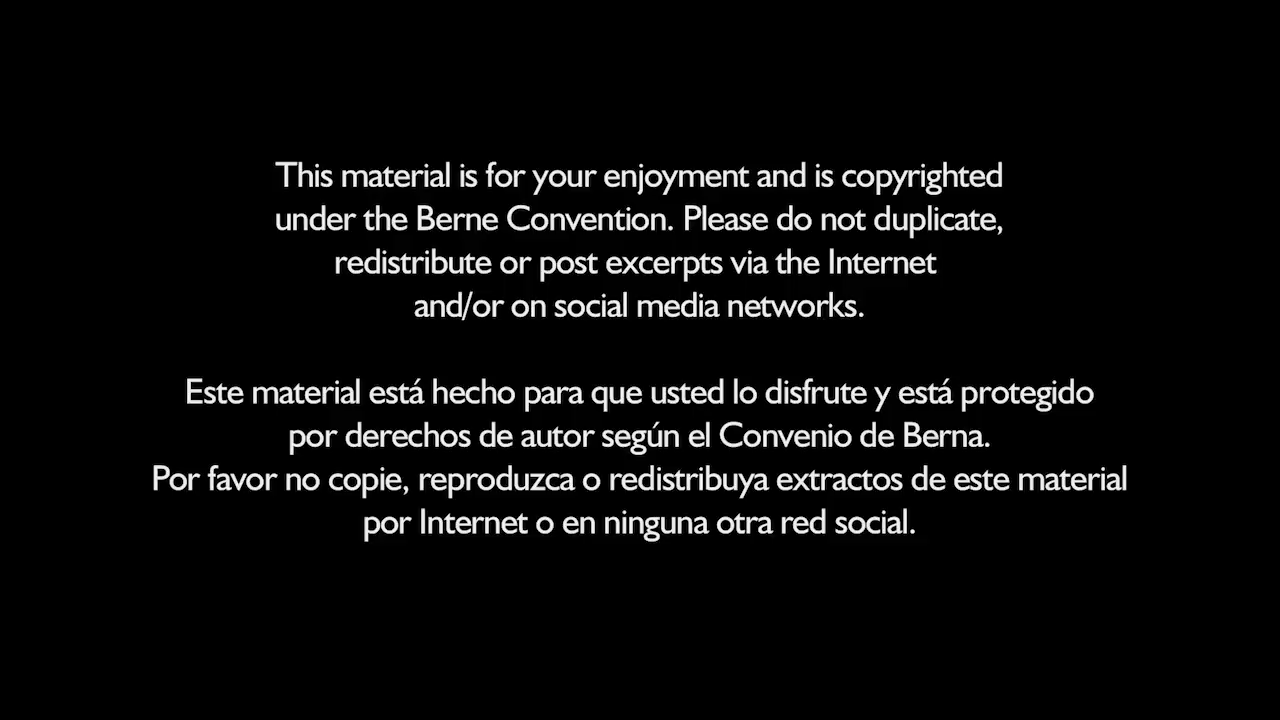 This material is for your enjoyment and is copyrighted
under the Berne Convention. Please do not duplicate,
redistribute or post excerpts via the Internet
and/or on social media networks.
Este material está hecho para que usted lo disfrute y está protegido
por derechos de autor según el Convenio de Berna.
Por favor no copie, reproduzca o redistribuya extractos de este material
por Internet o en ninguna otra red social.